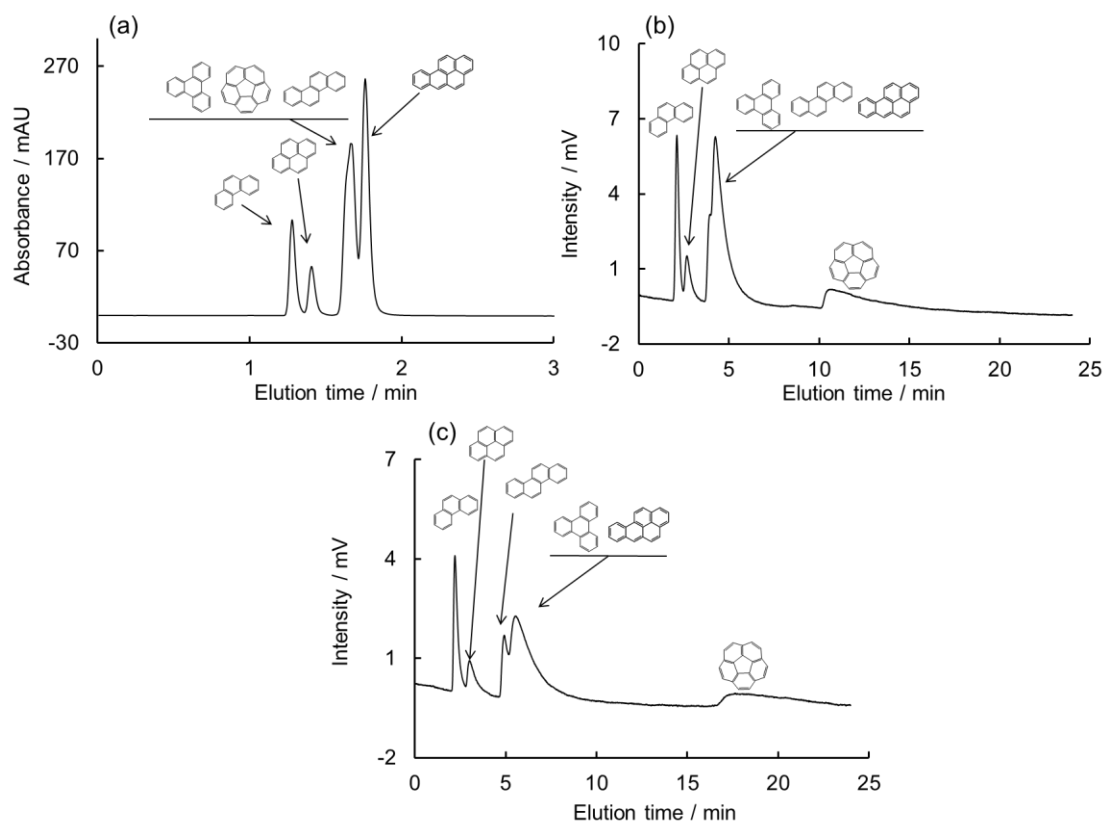 (a)
270
170
70
-30
Absorbance / mAU
0 1 2 3
Elution time / min
(b)
10
7
4
1
-2
Intensity / mV
0 5 10 15 20 25
Elution time / min
(c)
7
4
1
-2
Intensity / mV
0 5 10 15 20 25
Elution time / min